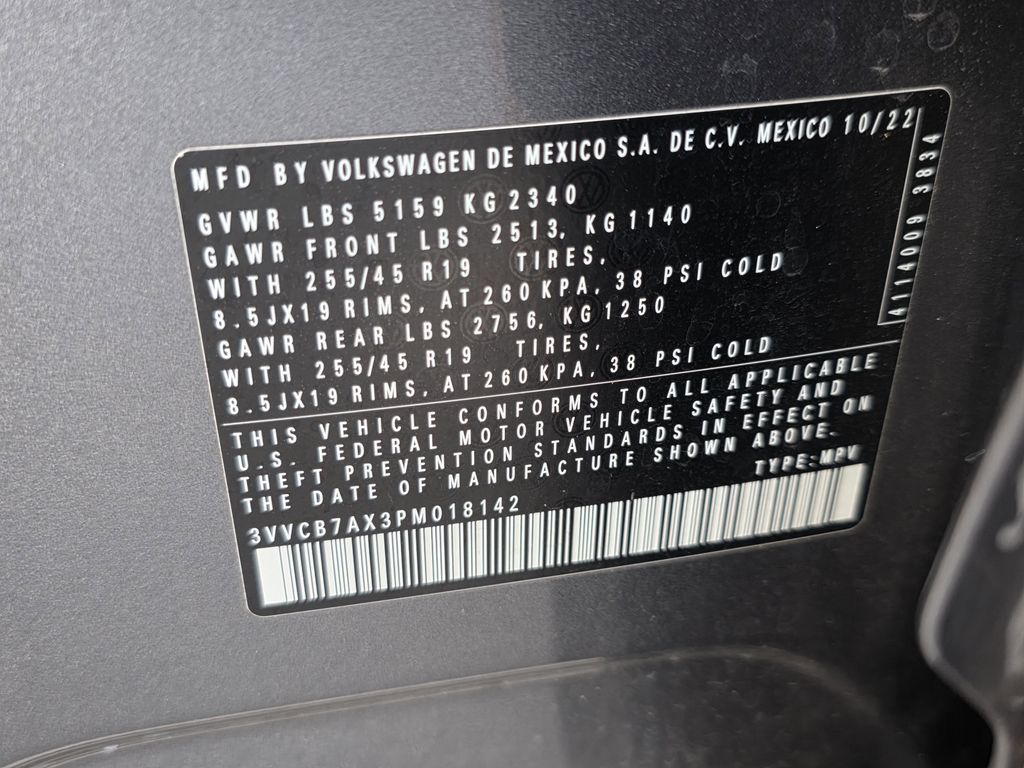 MFD BY VOLKSWAGEN DE MEXICO S.A. DE C.V. MEXICO 10/22
GVWR LBS 5159 KG 2340
GAWR FRONT LBS 2513, KG 1140
WITH 255/45 R19 TIRES,
8.5JX19 RIMS, AT 260 KPA, 38 PSI COLD
GAWR REAR LBS 2756, KG 1250
WITH 255/45 R19 TIRES,
8.5JX19 RIMS, AT 260 KPA, 38 PSI COLD
4114009 3834
THIS VEHICLE CONFORMS TO ALL APPLICABLE
U.S. FEDERAL MOTOR VEHICLE SAFETY AND
THEFT PREVENTION STANDARDS IN EFFECT ON
THE DATE OF MANUFACTURE SHOWN ABOVE.
TYPE:MPV
3VVCB7AX3PM018142